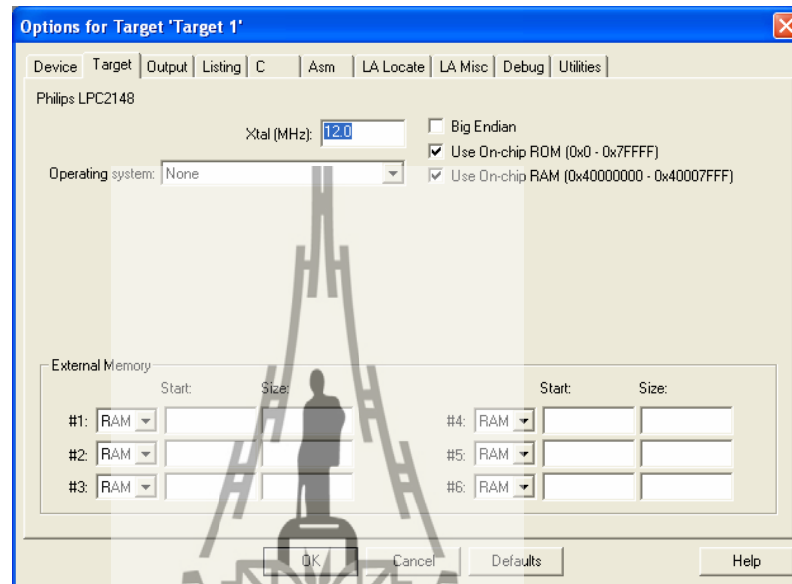 Options for Target 'Target 1'
Device Target Output Listing C Asm LA Locate LA Misc Debug Utilities
Philips LPC2148
Xtal (MHz): 12.0
Big Endian
Use On-chip ROM (0x0 - 0x7FFFF)
Operating system: None
Use On-chip RAM (0x40000000 - 0x40007FFF)
External Memory
Start: Size: Start: Size:
#1: RAM #4: RAM
#2: RAM #5: RAM
#3: RAM #6: RAM
OK Cancel Defaults Help